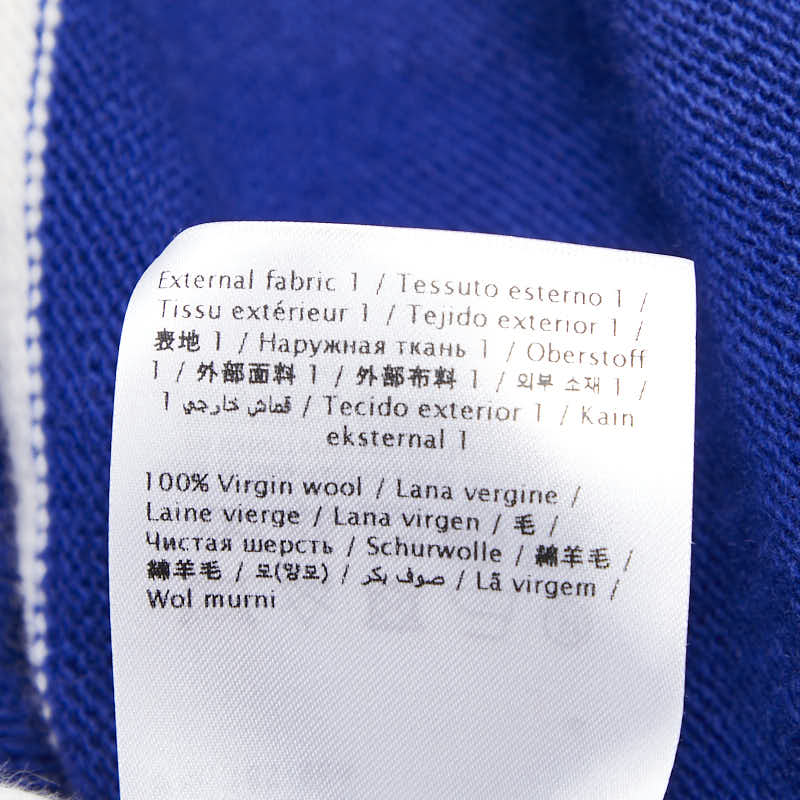 External fabric 1 / Tessuto esterno 1 /
Tissu extérieur 1 / Tejido exterior 1 /
表地 1 / Наружная ткань 1 / Oberstoff
1 / 外部面料 1 / 外部布料 1 / 외부 소재 1 /
قماش خارجي 1 / Tecido exterior 1 / Kain
eksternal 1
100% Virgin wool / Lana vergine /
Laine vierge / Lana virgen / 毛 /
Чистая шерсть / Schurwolle / 綿羊毛 /
綿羊毛 / 모(양모) / صوف بكر / Lã virgem /
Wol murni